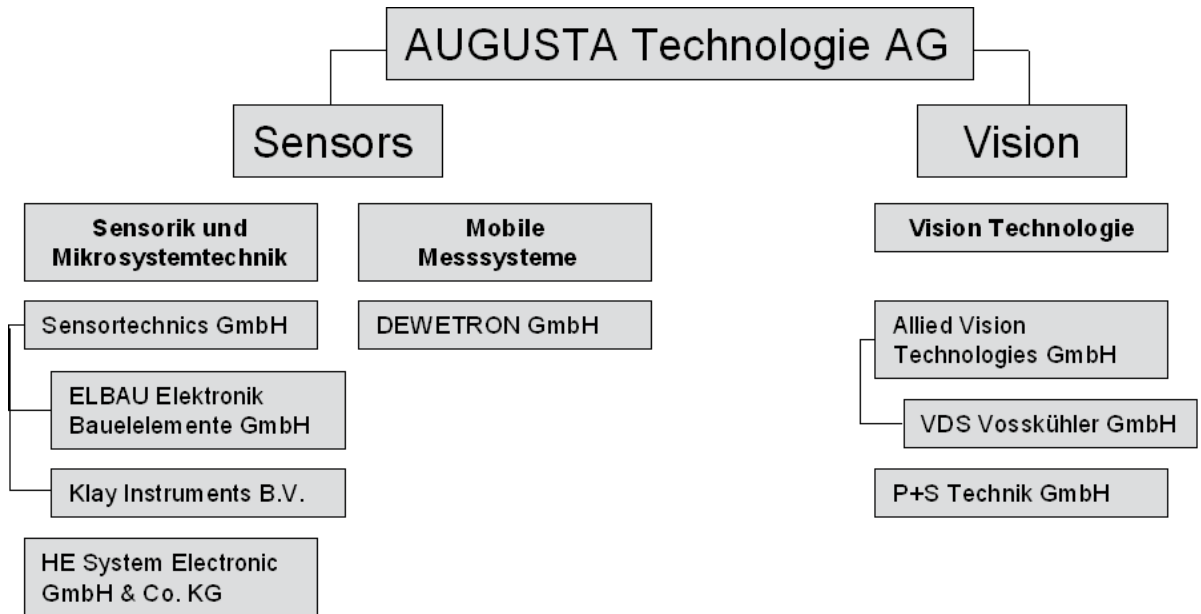 AUGUSTA Technologie AG
Sensors
Vision
Sensorik und
Mikrosystemtechnik
Mobile
Messsysteme
Vision Technologie
Sensortechnics GmbH
DEWETRON GmbH
Allied Vision
Technologies GmbH
ELBAU Elektronik
Bauelelemente GmbH
VDS Vosskühler GmbH
Klay Instruments B.V.
P+S Technik GmbH
HE System Electronic
GmbH & Co. KG